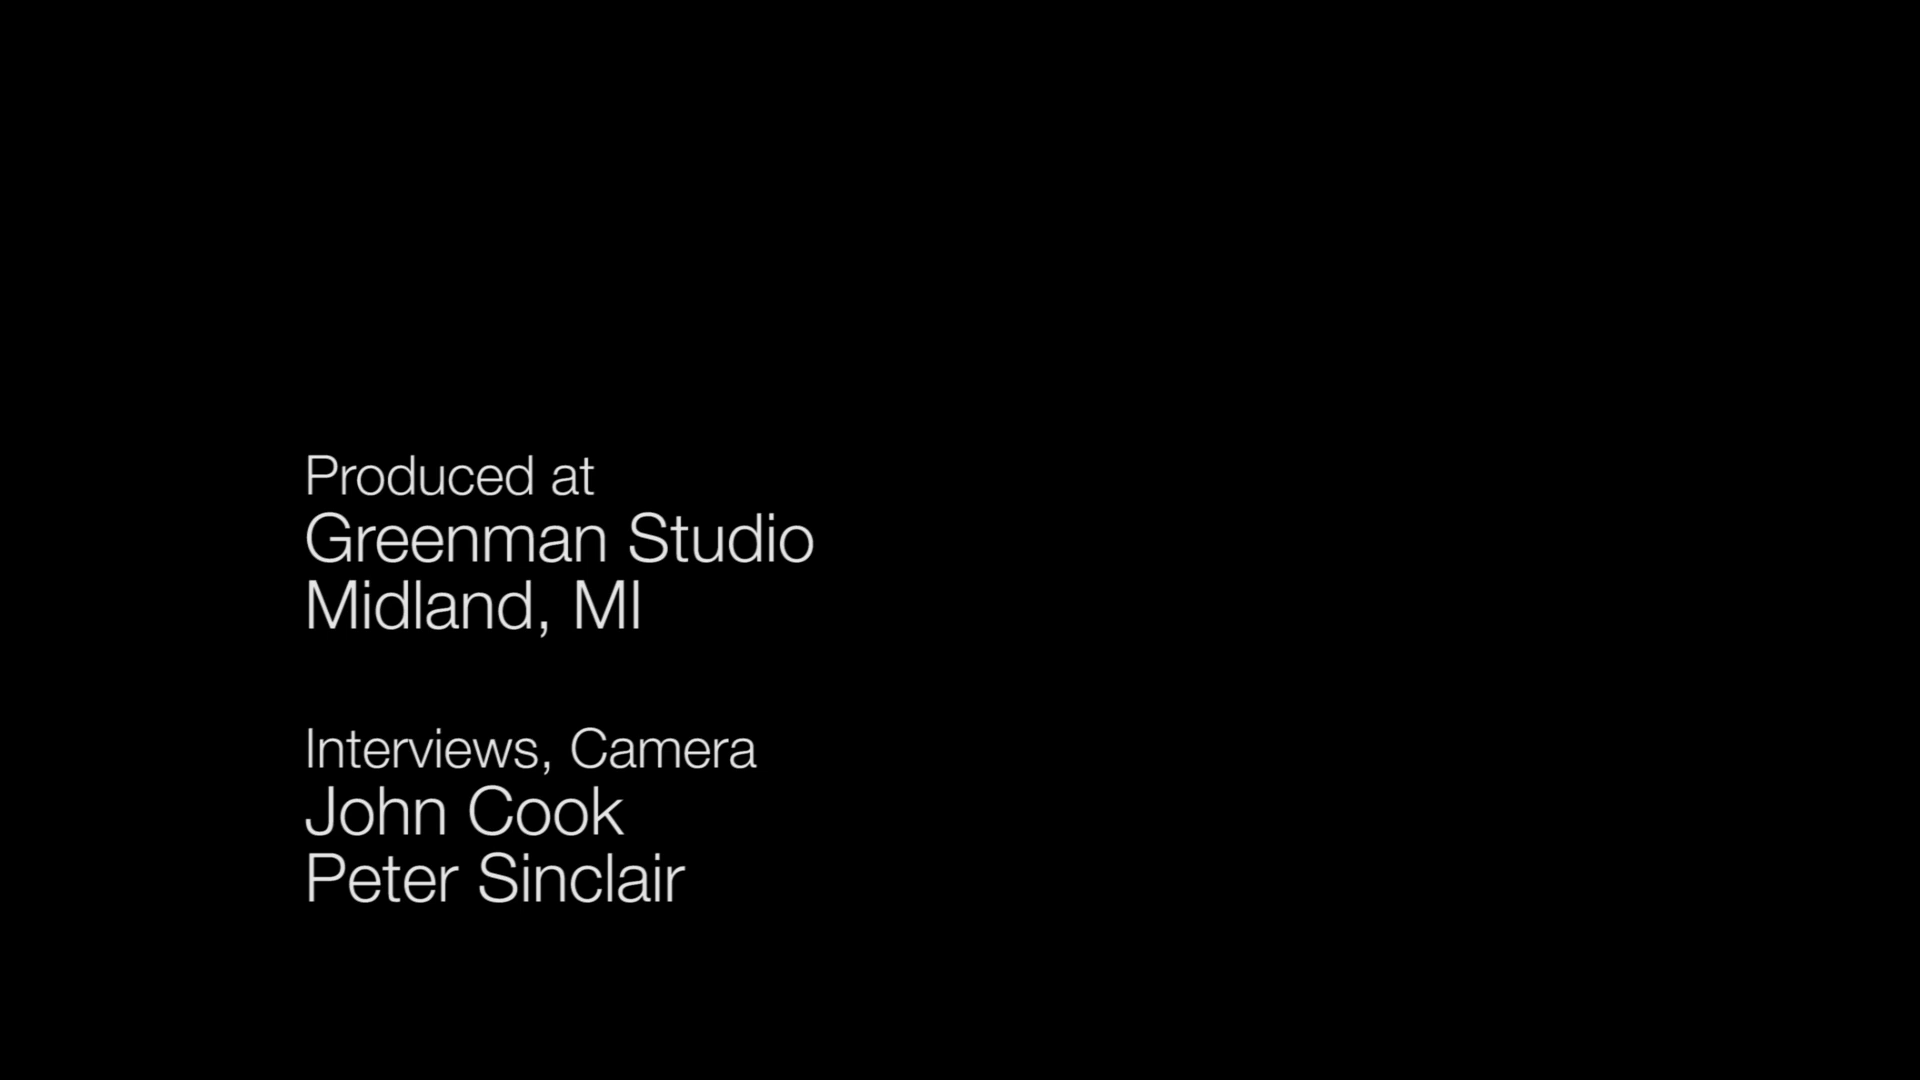 Produced at
Greenman Studio
Midland, MI
Interviews, Camera
John Cook
Peter Sinclair